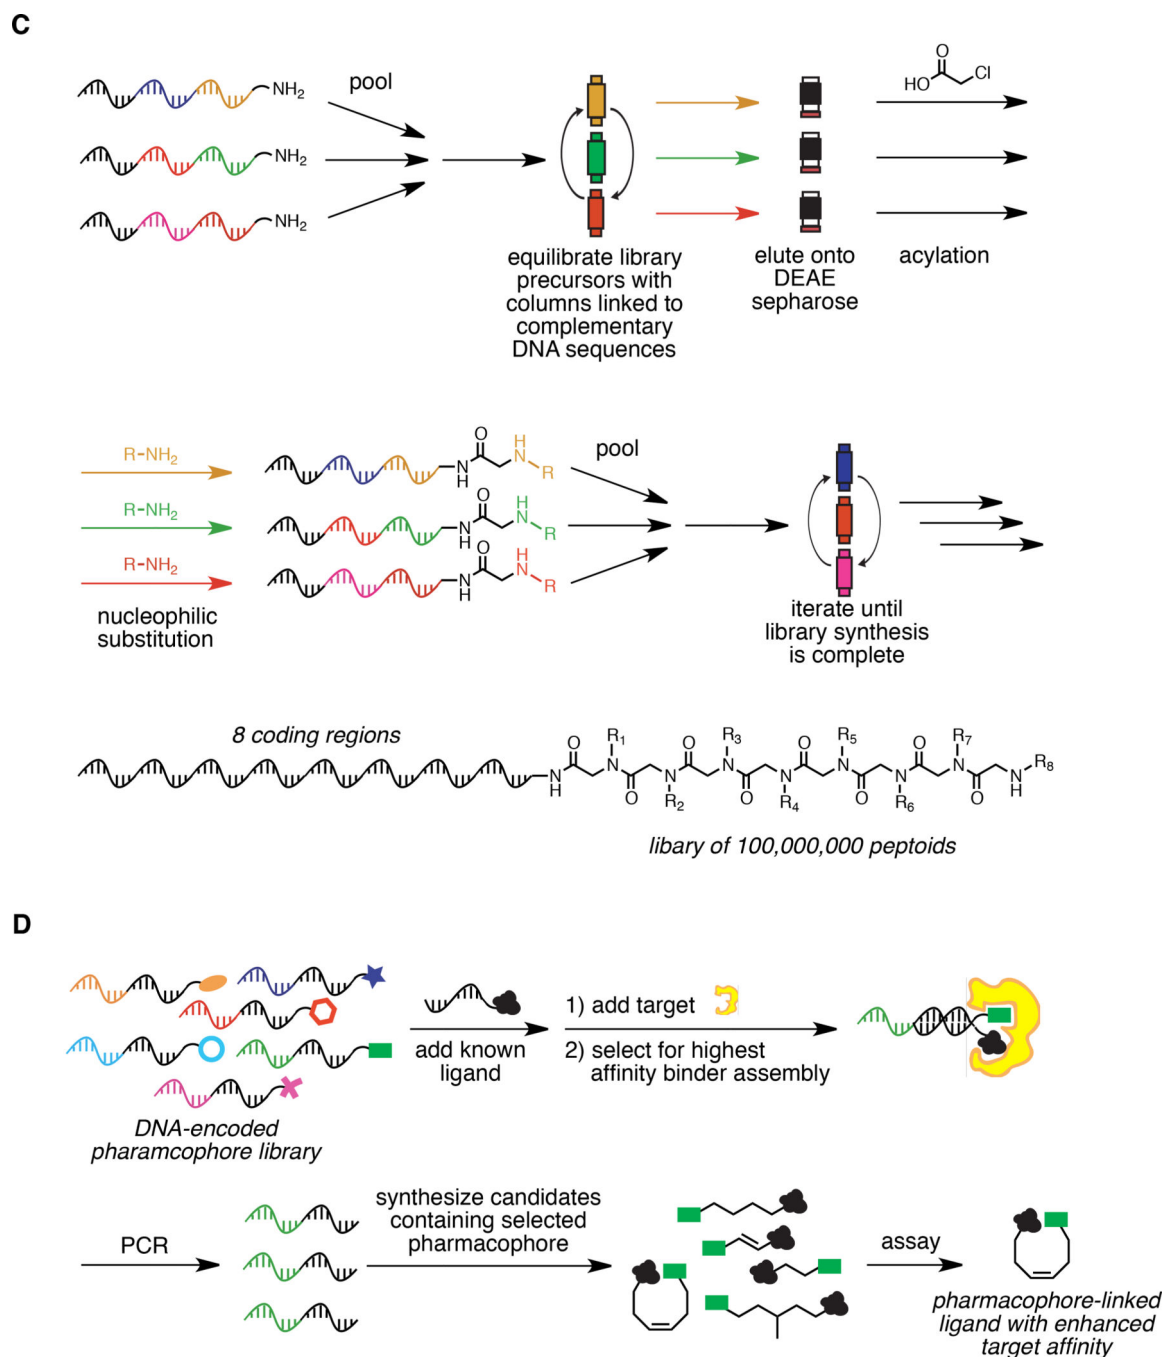 C
pool
NH2
NH2
NH2
O
HO
Cl
equilibrate library
precursors with
columns linked to
complementary
DNA sequences
elute onto
DEAE
sepharose
acylation
R-NH2
R-NH2
R-NH2
nucleophilic
substitution
O
H
N
N
H
R
O
H
N
N
H
R
O
H
N
N
H
R
pool
iterate until
library synthesis
is complete
8 coding regions
N
H
O
R1
N
O
R2
N
O
R3
N
O
R4
N
O
R5
N
O
R6
N
O
R7
N
O
N
H
R8
libary of 100,000,000 peptoids
D
DNA-encoded
pharamcophore library
add known
ligand
1) add target
2) select for highest
affinity binder assembly
PCR
synthesize candidates
containing selected
pharmacophore
assay
pharmacophore-linked
ligand with enhanced
target affinity